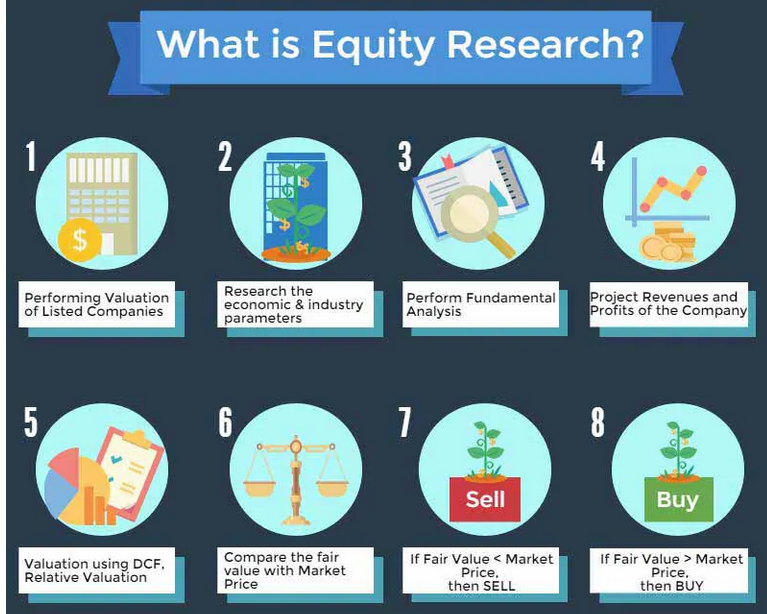 What is Equity Research?
1
$
Performing Valuation
of Listed Companies
2
$
$
$
Research the
economic & industry
parameters
3
Perform Fundamental
Analysis
4
Project Revenues and
Profits of the Company
5
Valuation using DCF,
Relative Valuation
6
Compare the fair
value with Market
Price
7
Sell
If Fair Value < Market
Price,
then SELL
8
Buy
If Fair Value > Market
Price,
then BUY